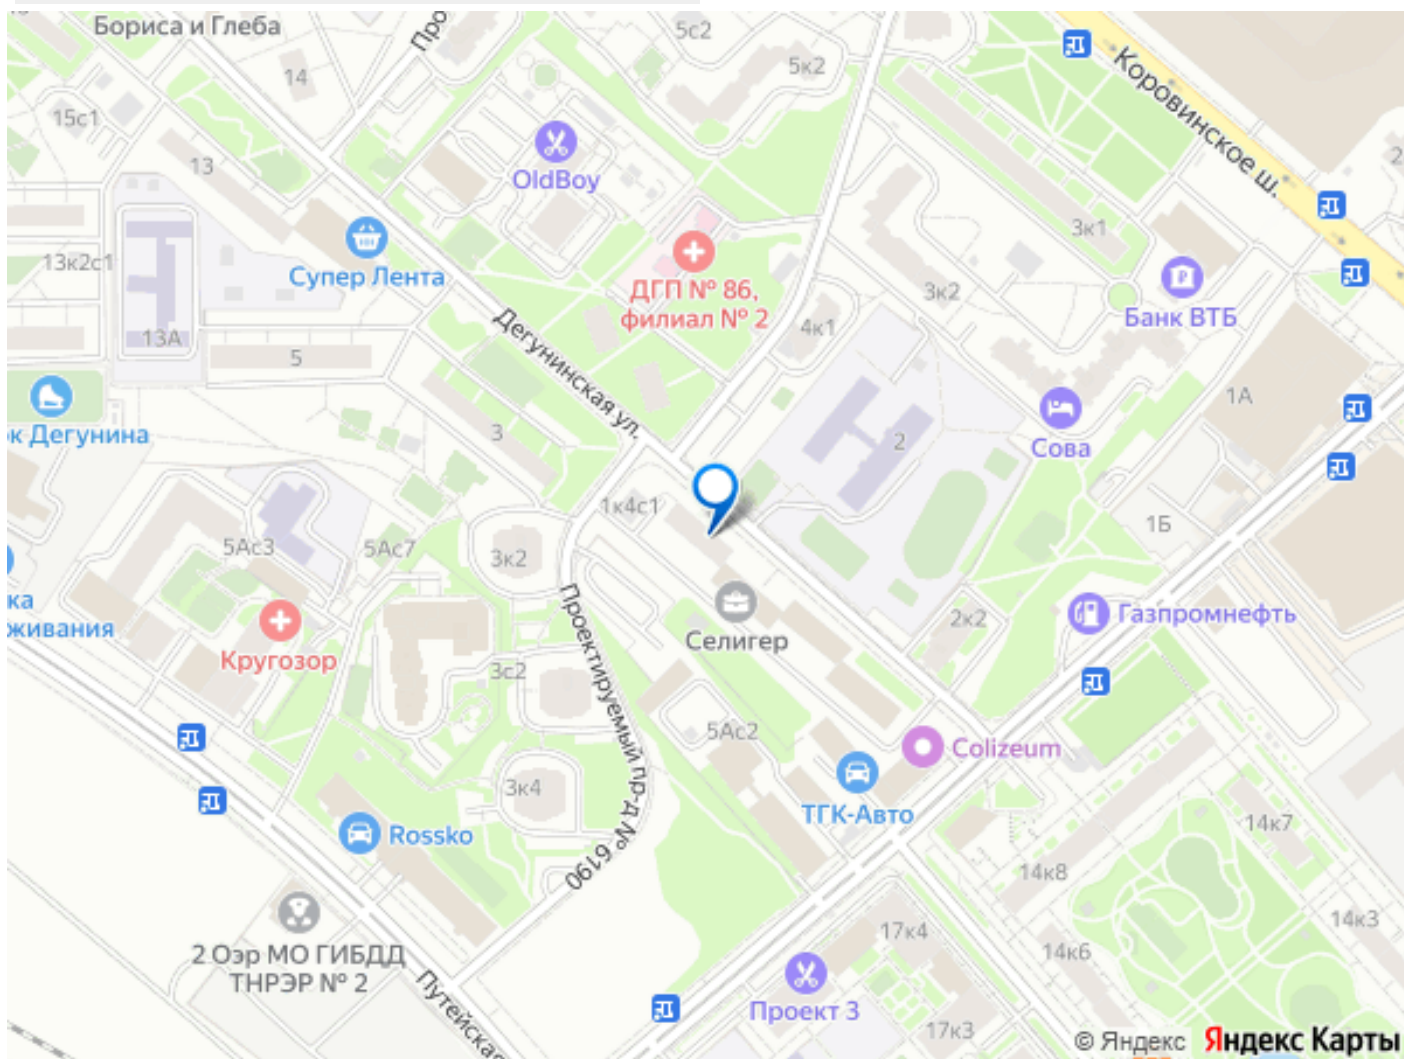 Бориса и Глеба
Про
5с2
5к2
14
15с1
Коровинское ш.
13
OldBoy
2
3к1
13к2с1
Супер Лента
ДГП № 86,
филиал № 2
3к2
Банк ВТБ
4к1
13А
5
Дегунинская ул.
1А
к Дегунина
3
Сова
2
1к4с1
1Б
5Ас3
5Ас7
3к2
ка
живания
Проектируемый пр-д № 6190
Селигер
2к2
Газпромнефть
Кругозор
3с2
5Ас2
Colizeum
3к4
ТГК-Авто
Rossko
14к7
14к8
14к3
17к4
14к6
2 Оэр МО ГИБДД
ТНРЭР № 2
Путейская
Проект 3
17к3
© Яндекс Яндекс Карты